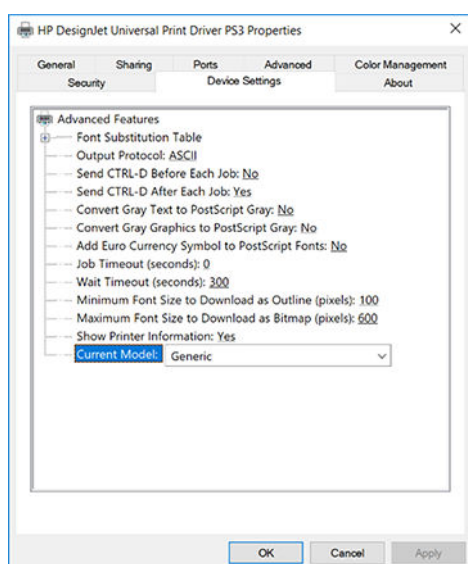 HP DesignJet Universal Print Driver PS3 Properties
General Sharing Ports Advanced Color Management
Security Device Settings About
Advanced Features
Font Substitution Table
Output Protocol: ASCII
Send CTRL-D Before Each Job: No
Send CTRL-D After Each Job: Yes
Convert Gray Text to PostScript Gray: No
Convert Gray Graphics to PostScript Gray: No
Add Euro Currency Symbol to PostScript Fonts: No
Job Timeout (seconds): 0
Wait Timeout (seconds): 300
Minimum Font Size to Download as Outline (pixels): 100
Maximum Font Size to Download as Bitmap (pixels): 600
Show Printer Information: Yes
Current Model: Generic
OK Cancel Apply